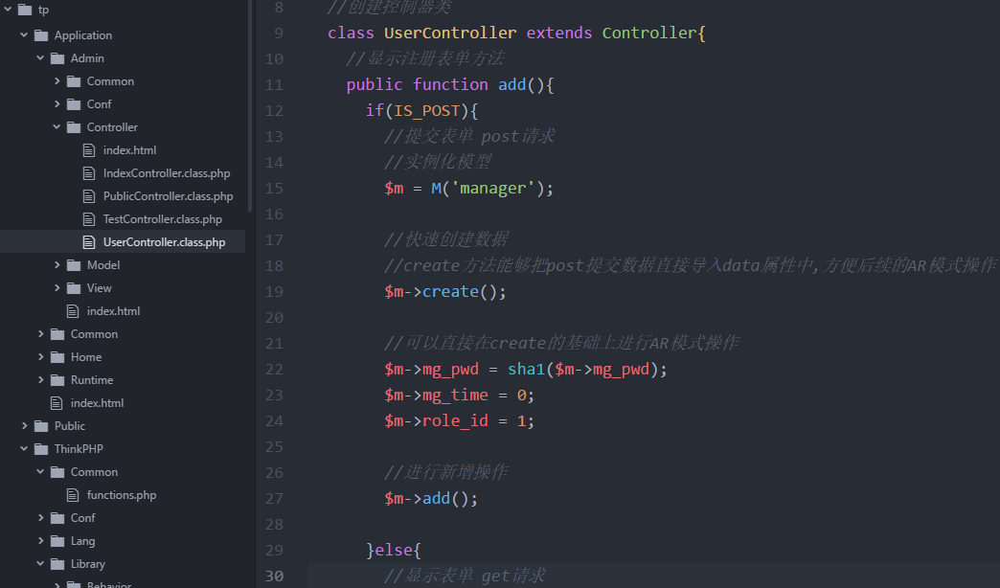 tp
Application
Admin
Common
Conf
Controller
index.html
IndexController.class.php
PublicController.class.php
TestController.class.php
UserController.class.php
Model
View
index.html
Common
Home
Runtime
index.html
Public
ThinkPHP
Common
functions.php
Conf
Lang
Library
Behavior
8 //创建控制器类
9 class UserController extends Controller{
10 //显示注册表单方法
11 public function add(){
12 if(IS_POST){
13 //提交表单 post请求
14 //实例化模型
15 $m = M('manager');
16
17 //快速创建数据
18 //create方法能够把post提交数据直接导入data属性中,方便后续的AR模式操作
19 $m->create();
20
21 //可以直接在create的基础上进行AR模式操作
22 $m->mg_pwd = sha1($m->mg_pwd);
23 $m->mg_time = 0;
24 $m->role_id = 1;
25
26 //进行新增操作
27 $m->add();
28
29 }else{
30 //显示表单 get请求